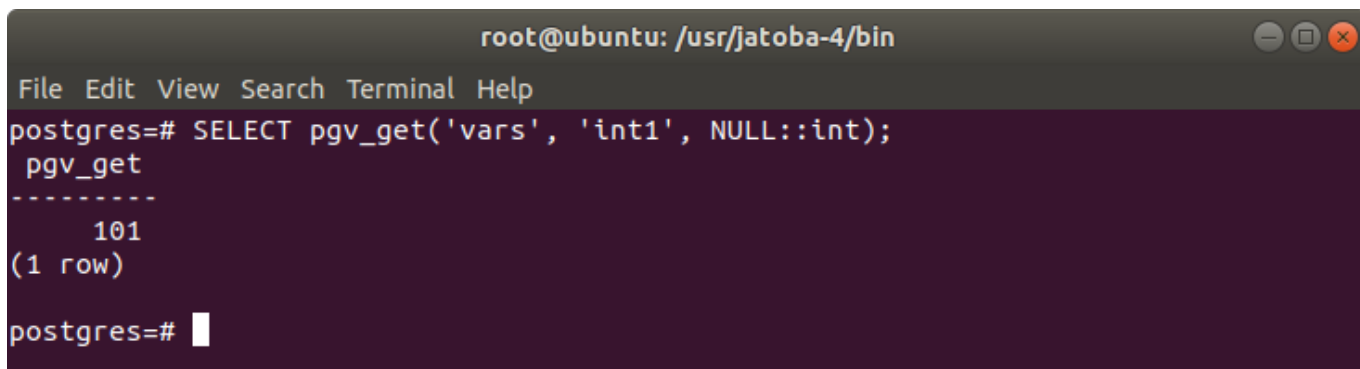 root@ubuntu: /usr/jatoba-4/bin
File Edit View Search Terminal Help
postgres=# SELECT pgv_get('vars', 'int1', NULL::int);
 pgv_get
---------
     101
(1 row)
postgres=#